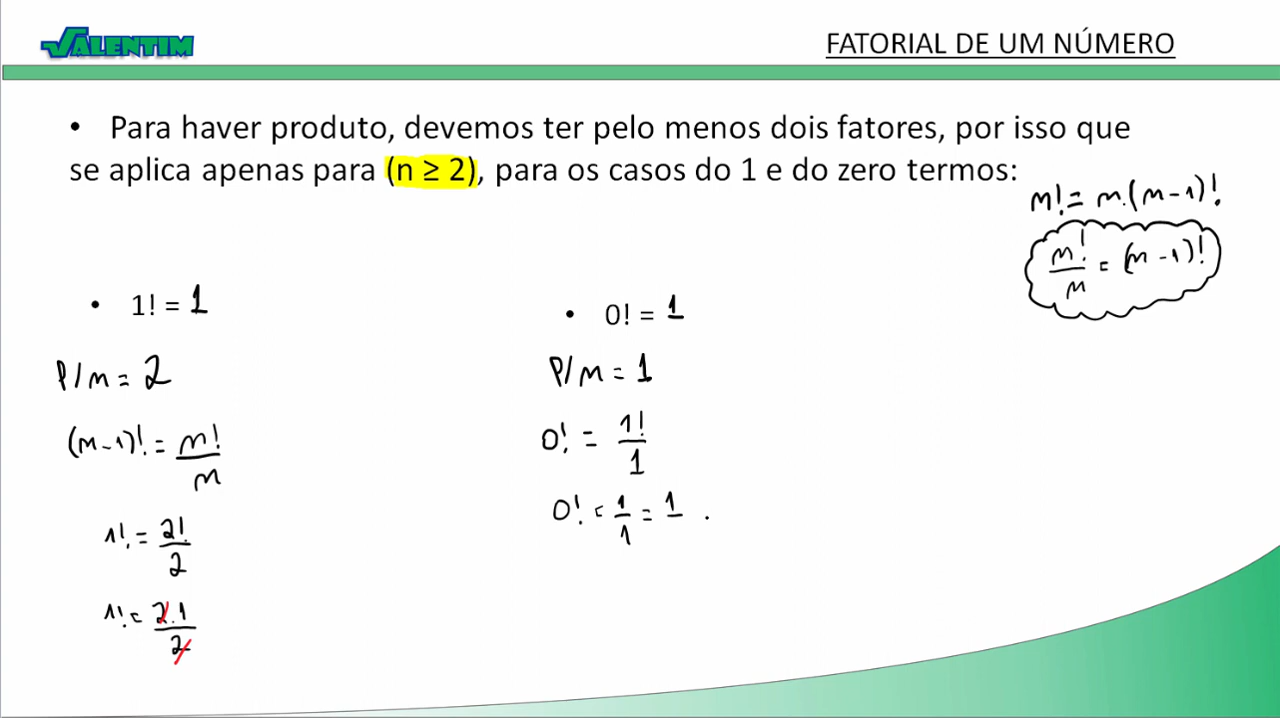 VALENTIM
FATORIAL DE UM NÚMERO
• Para haver produto, devemos ter pelo menos dois fatores, por isso que
se aplica apenas para (n ≥ 2), para os casos do 1 e do zero termos:
n! = n.(n-1)!
n!/n = (n-1)!
• 1! = 1
P/n = 2
(n-1)! = n!/n
1! = 2!/2
1! = 2.1/2
• 0! = 1
P/n = 1
0! = 1!/1
0! = 1/1 = 1 .